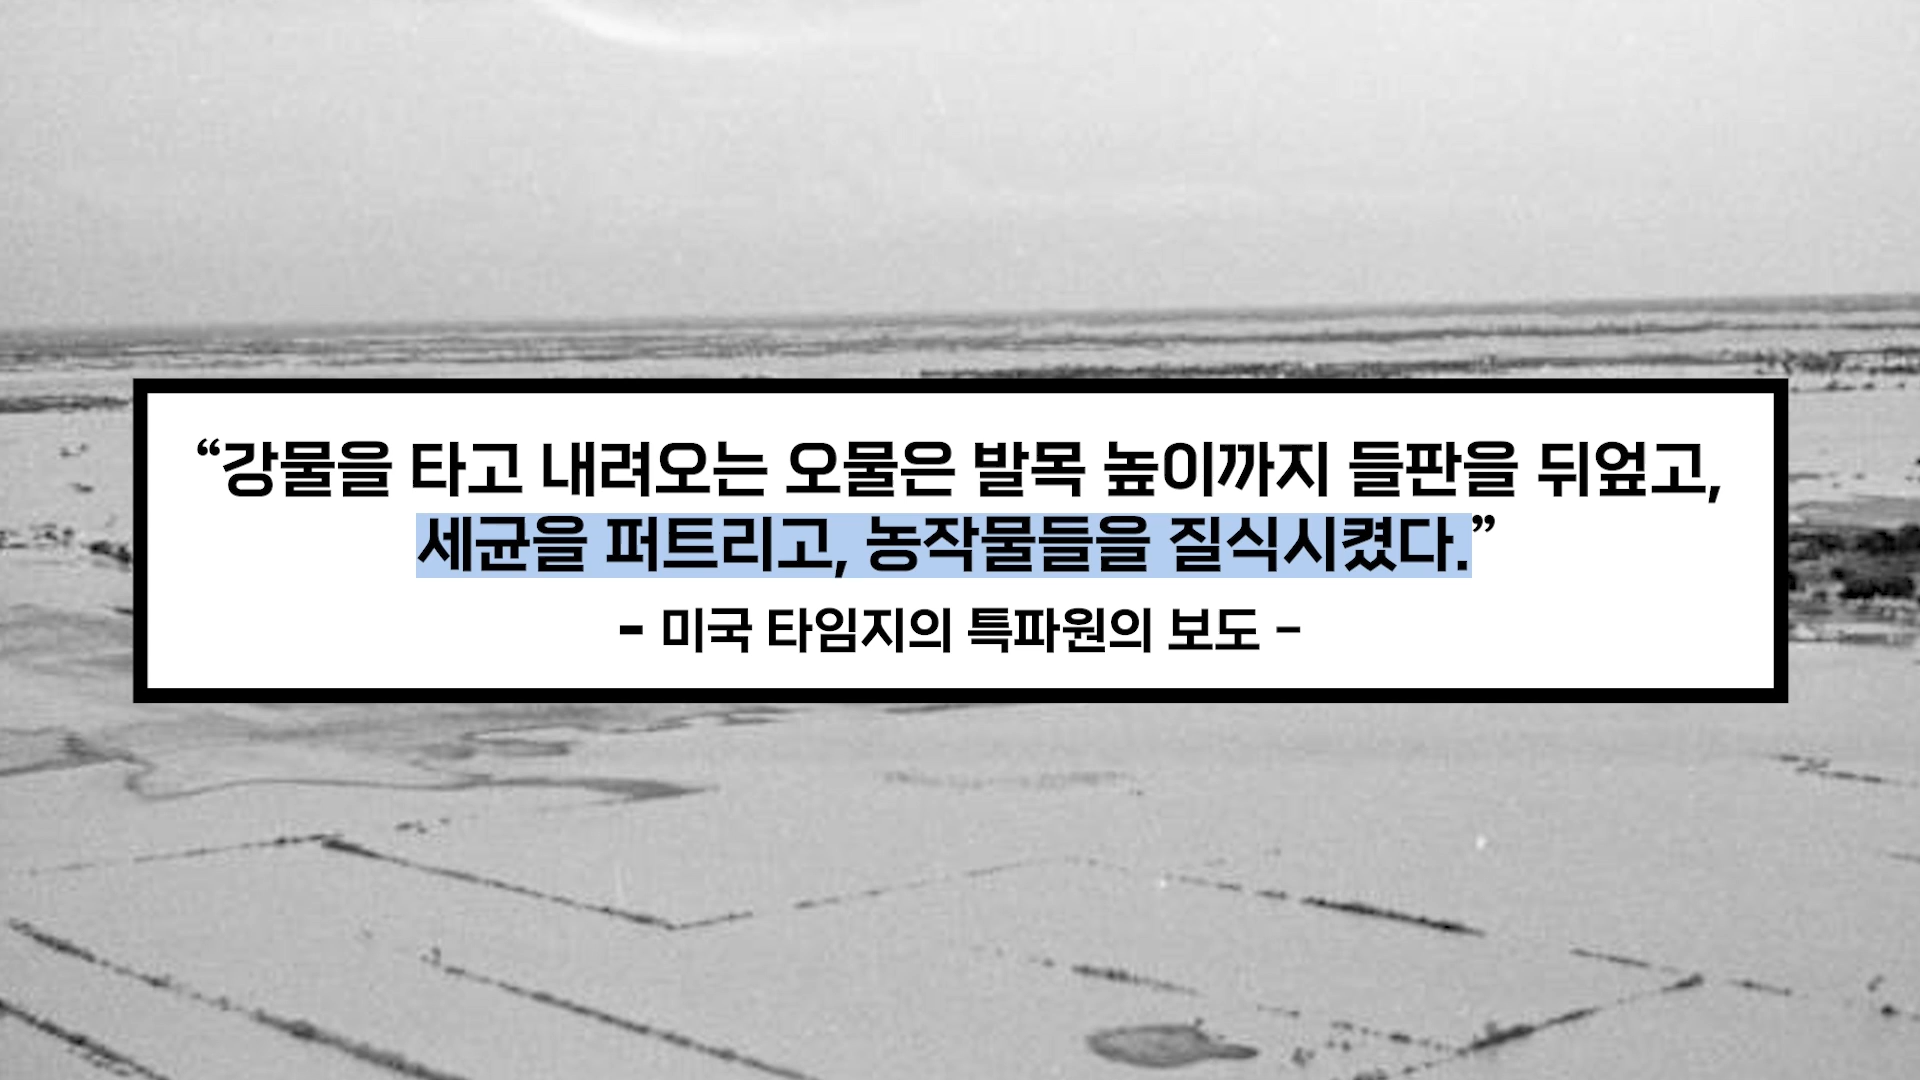 “강물을 타고 내려오는 오물은 발목 높이까지 들판을 뒤엎고,
세균을 퍼트리고, 농작물들을 질식시켰다.”
- 미국 타임지의 특파원의 보도 –